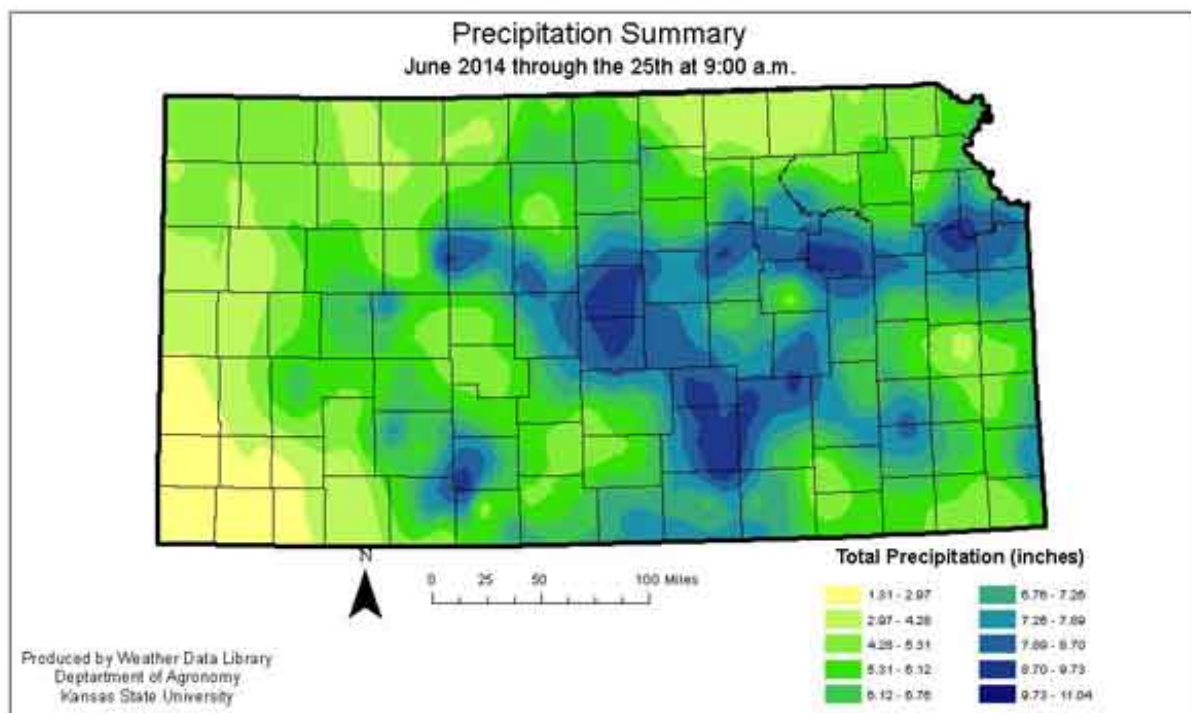 Precipitation Summary
June 2014 through the 25th at 9:00 a.m.
N
0 25 50 100 Miles
Total Precipitation (inches)
1.31 - 2.97
2.97 - 4.28
4.28 - 5.31
5.31 - 6.12
6.12 - 6.76
6.76 - 7.26
7.26 - 7.89
7.89 - 8.70
8.70 - 9.73
9.73 - 11.04
Produced by Weather Data Library
Deptartment of Agronomy
Kansas State University